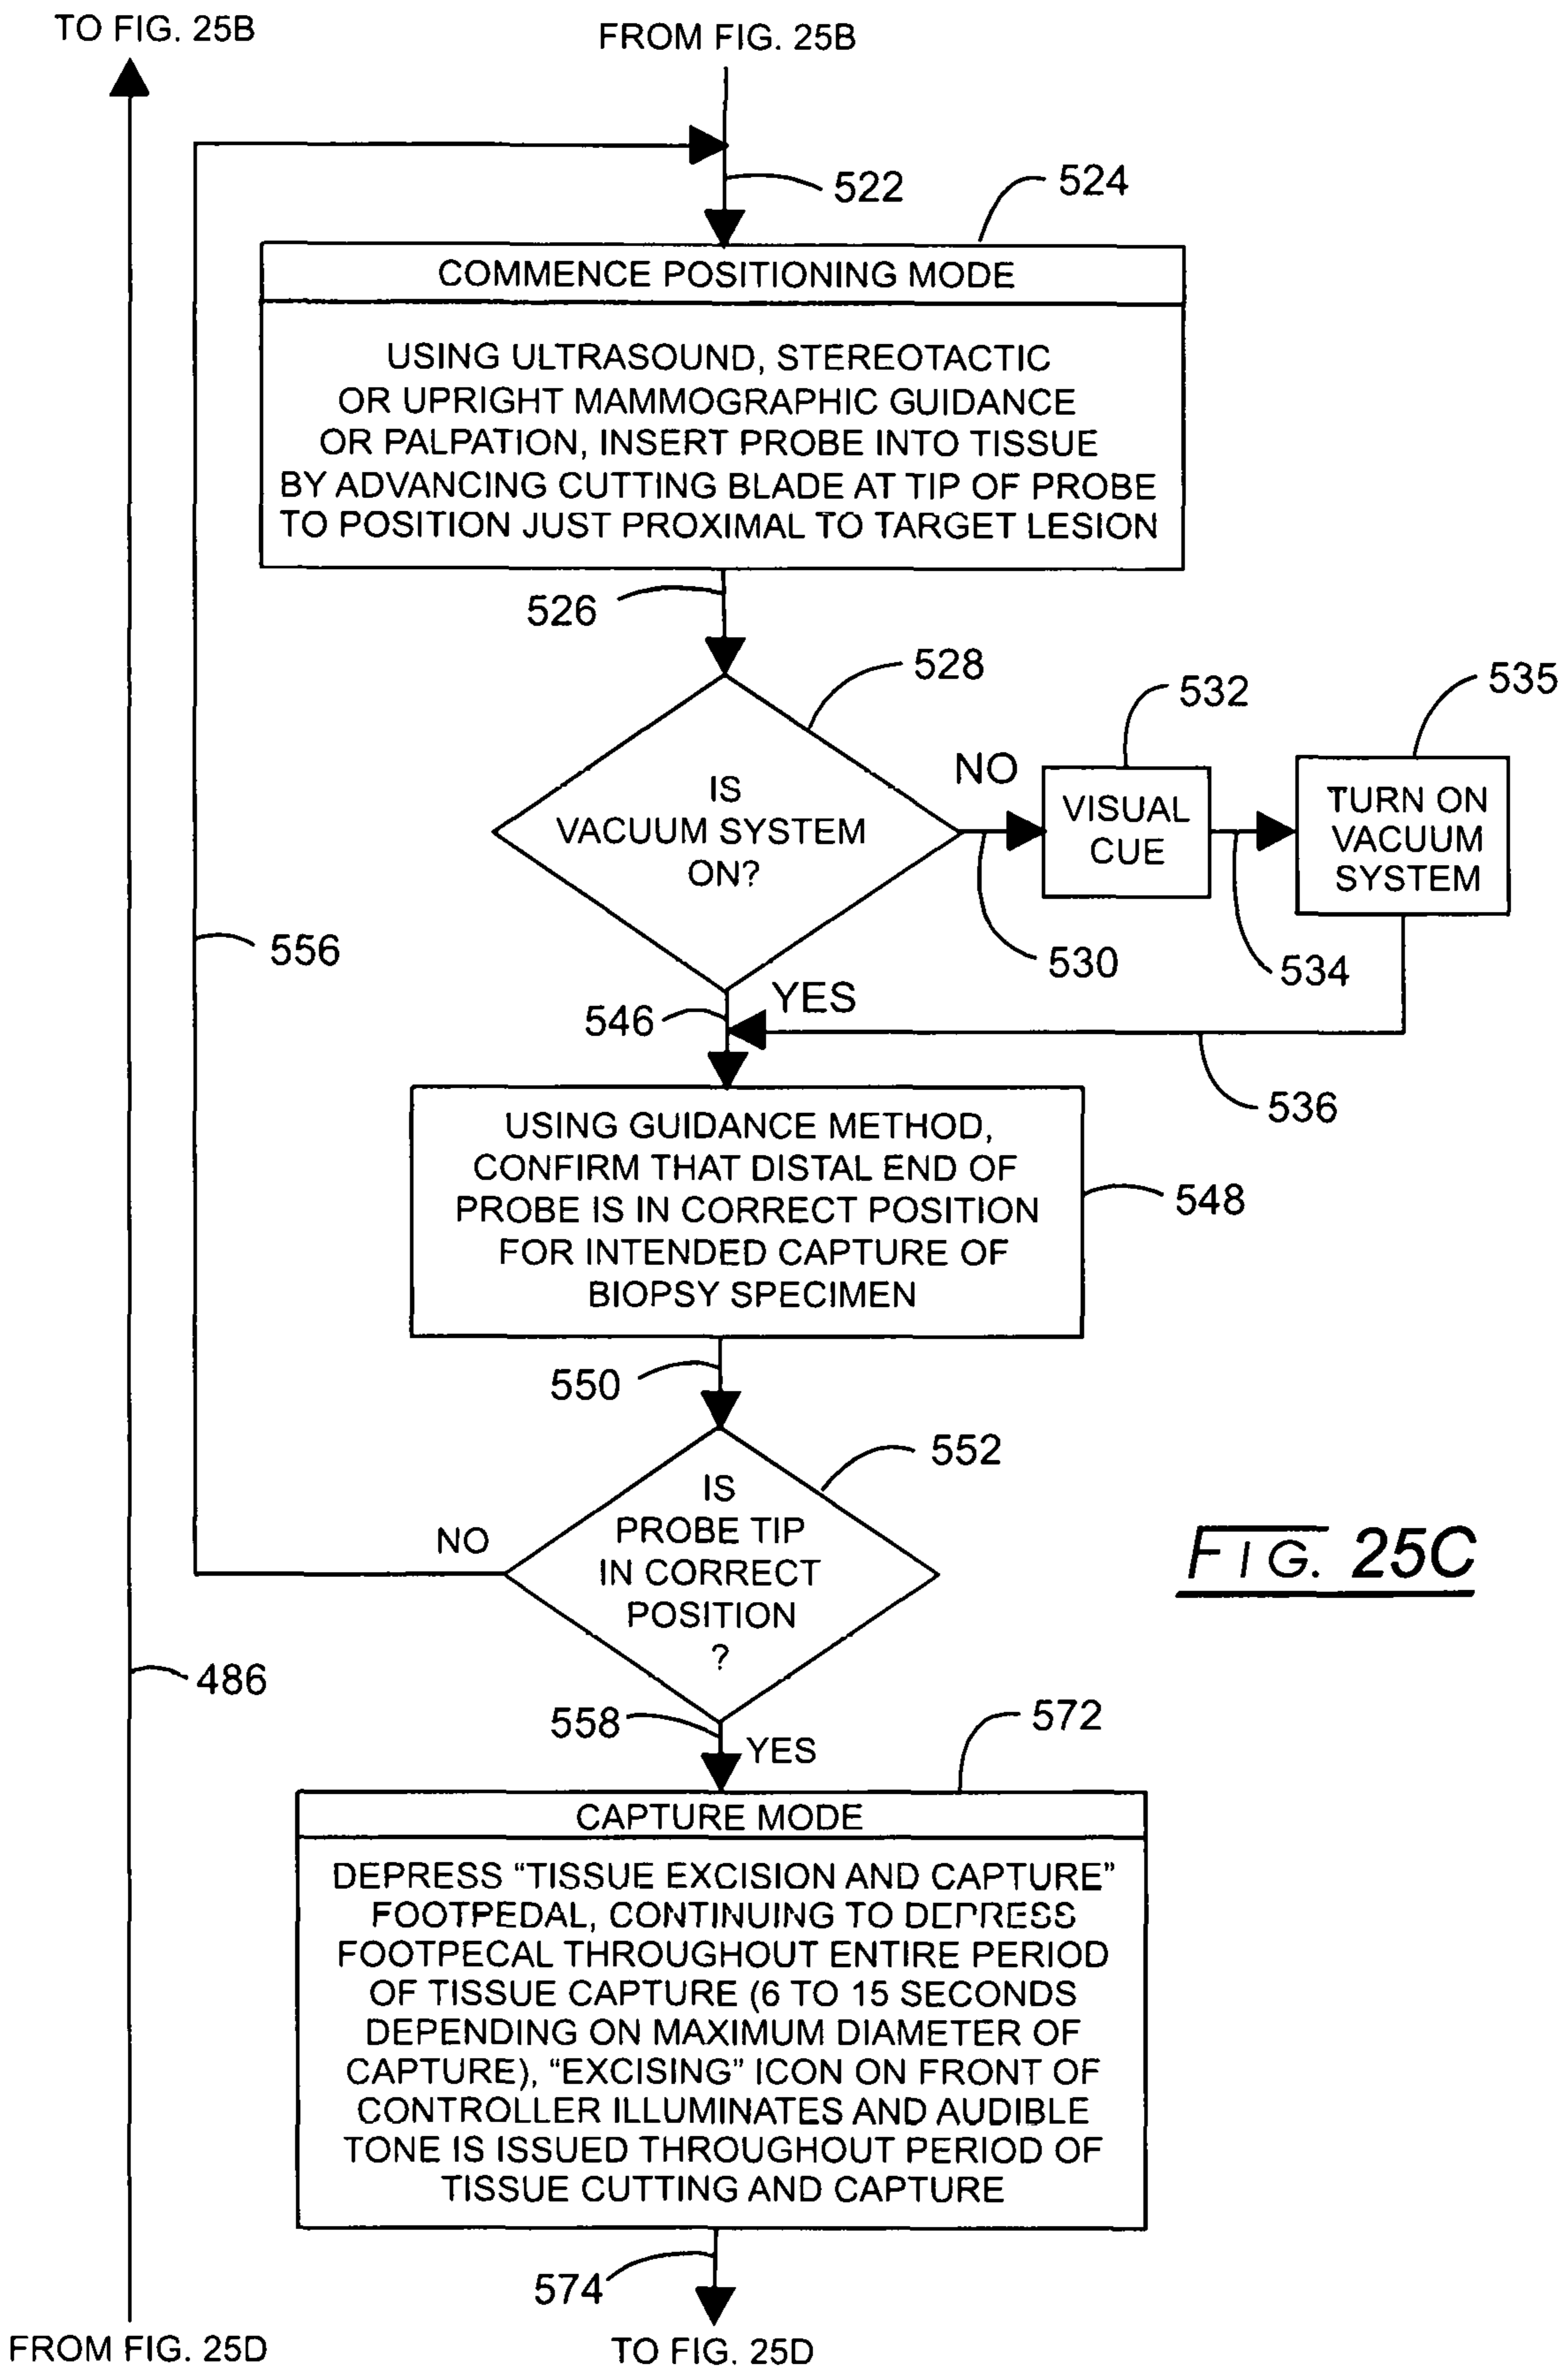 TO FIG. 25B
FROM FIG. 25B
522
524
COMMENCE POSITIONING MODE
USING ULTRASOUND, STEREOTACTIC
OR UPRIGHT MAMMOGRAPHIC GUIDANCE
OR PALPATION, INSERT PROBE INTO TISSUE
BY ADVANCING CUTTING BLADE AT TIP OF PROBE
TO POSITION JUST PROXIMAL TO TARGET LESION
526
528
IS
VACUUM SYSTEM
ON?
NO
530
532
VISUAL
CUE
534
535
TURN ON
VACUUM
SYSTEM
556
546
YES
536
USING GUIDANCE METHOD,
CONFIRM THAT DISTAL END OF
PROBE IS IN CORRECT POSITION
FOR INTENDED CAPTURE OF
BIOPSY SPECIMEN
548
550
552
IS
PROBE TIP
IN CORRECT
POSITION
?
NO
FIG. 25C
486
558
YES
572
CAPTURE MODE
DEPRESS “TISSUE EXCISION AND CAPTURE”
FOOTPEDAL, CONTINUING TO DEPRESS
FOOTPECAL THROUGHOUT ENTIRE PERIOD
OF TISSUE CAPTURE (6 TO 15 SECONDS
DEPENDING ON MAXIMUM DIAMETER OF
CAPTURE), “EXCISING” ICON ON FRONT OF
CONTROLLER ILLUMINATES AND AUDIBLE
TONE IS ISSUED THROUGHOUT PERIOD OF
TISSUE CUTTING AND CAPTURE
574
FROM FIG. 25D
TO FIG. 25D